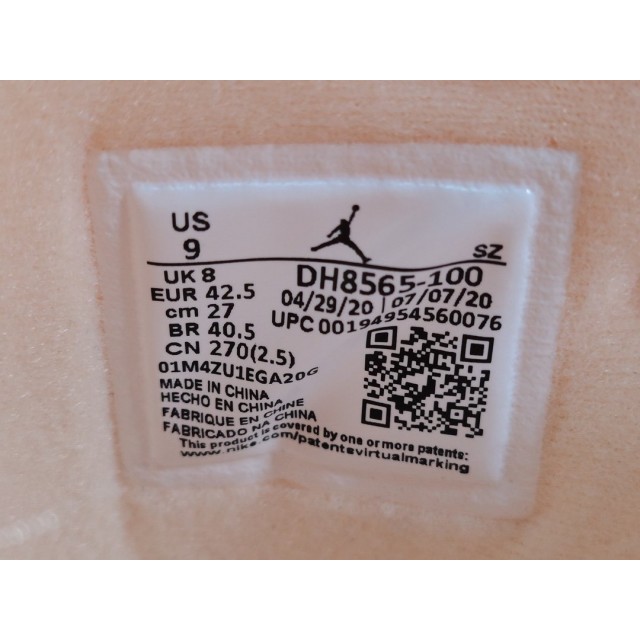 US
9
SZ
UK 8
EUR 42.5
cm 27
BR 40.5
CN 270(2.5)
DH8565-100
04/29/20 | 07/07/20
UPC 00194954560076
01M4ZU1EGA20G
MADE IN CHINA
HECHO EN CHINA
FABRIQUE EN CHINE
FABRICADO NA CHINA
This product is covered by one or more patents:
www.nike.com/patentsvirtualmarking